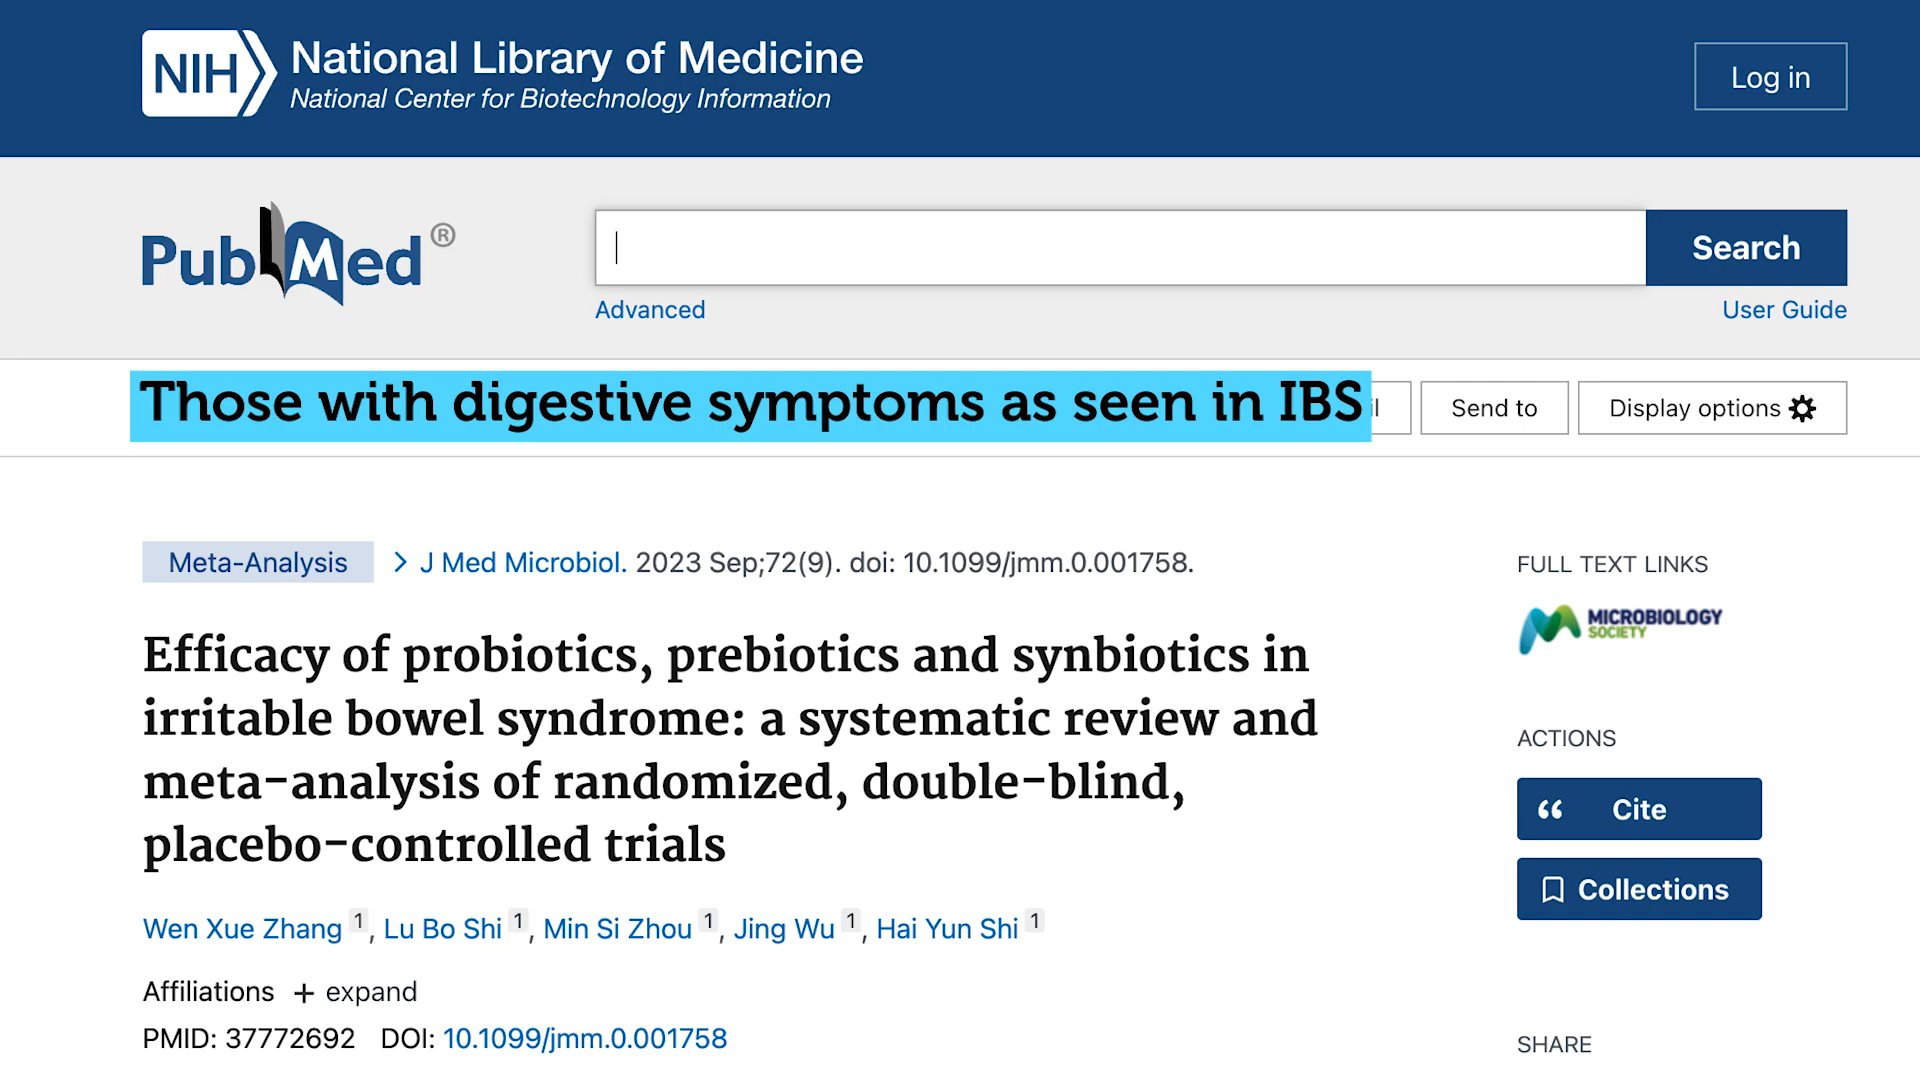 NIH National Library of Medicine
National Center for Biotechnology Information
Log in
PubMed®
Search
Advanced
User Guide
Those with digestive symptoms as seen in IBS
Send to
Display options
Meta-Analysis
> J Med Microbiol. 2023 Sep;72(9). doi: 10.1099/jmm.0.001758.
Efficacy of probiotics, prebiotics and synbiotics in
irritable bowel syndrome: a systematic review and
meta-analysis of randomized, double-blind,
placebo-controlled trials
Wen Xue Zhang 1, Lu Bo Shi 1, Min Si Zhou 1, Jing Wu 1, Hai Yun Shi 1
Affiliations + expand
PMID: 37772692 DOI: 10.1099/jmm.0.001758
FULL TEXT LINKS
MICROBIOLOGY
SOCIETY
ACTIONS
Cite
Collections
SHARE